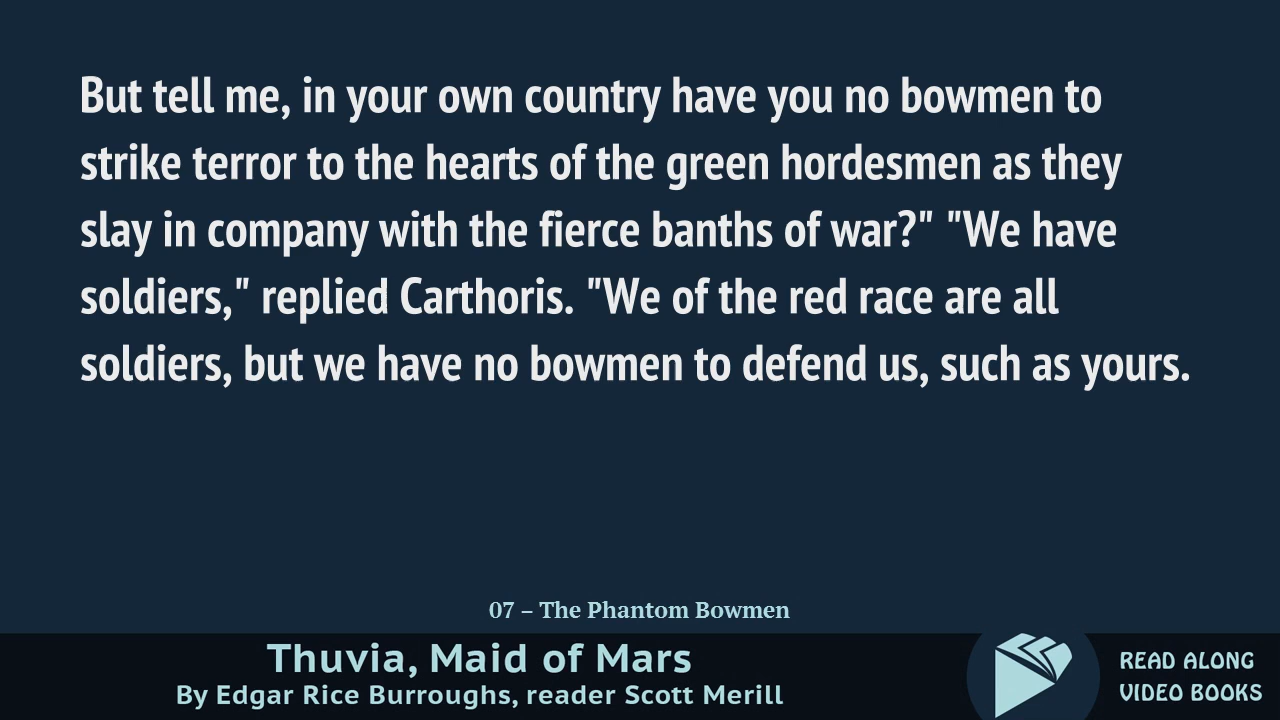 But tell me, in your own country have you no bowmen to
strike terror to the hearts of the green hordesmen as they
slay in company with the fierce banths of war?" "We have
soldiers," replied Carthoris. "We of the red race are all
soldiers, but we have no bowmen to defend us, such as yours.
07 – The Phantom Bowmen
Thuvia, Maid of Mars
By Edgar Rice Burroughs, reader Scott Merill
READ ALONG
VIDEO BOOKS